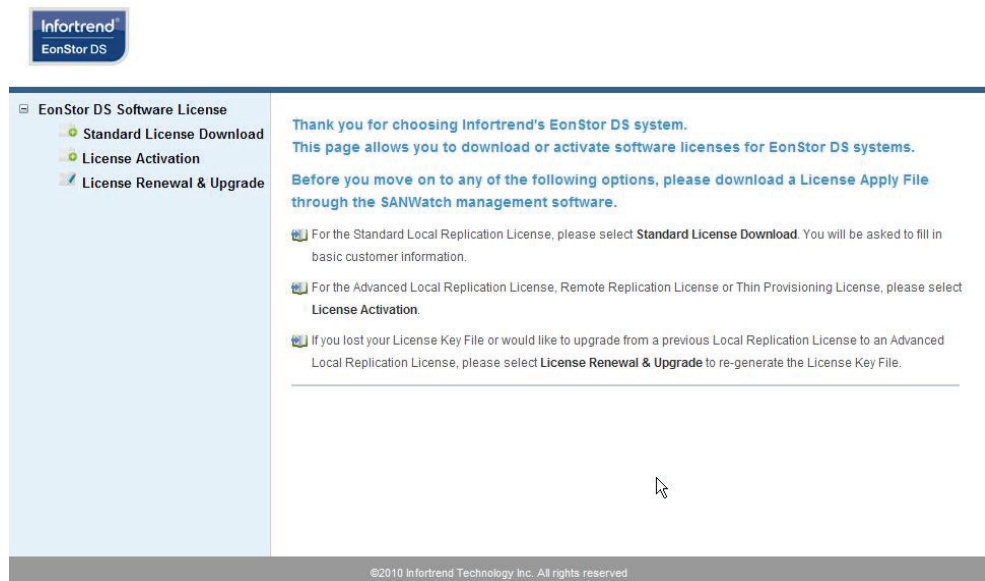 Infortrend
EonStor DS
EonStor DS Software License
Standard License Download
License Activation
License Renewal & Upgrade
Thank you for choosing Infortrend's EonStor DS system.
This page allows you to download or activate software licenses for EonStor DS systems.
Before you move on to any of the following options, please download a License Apply File
through the SANWatch management software.
For the Standard Local Replication License, please select Standard License Download. You will be asked to fill in
basic customer information.
For the Advanced Local Replication License, Remote Replication License or Thin Provisioning License, please select
License Activation.
If you lost your License Key File or would like to upgrade from a previous Local Replication License to an Advanced
Local Replication License, please select License Renewal & Upgrade to re-generate the License Key File.
©2010 Infortrend Technology Inc. All rights reserved